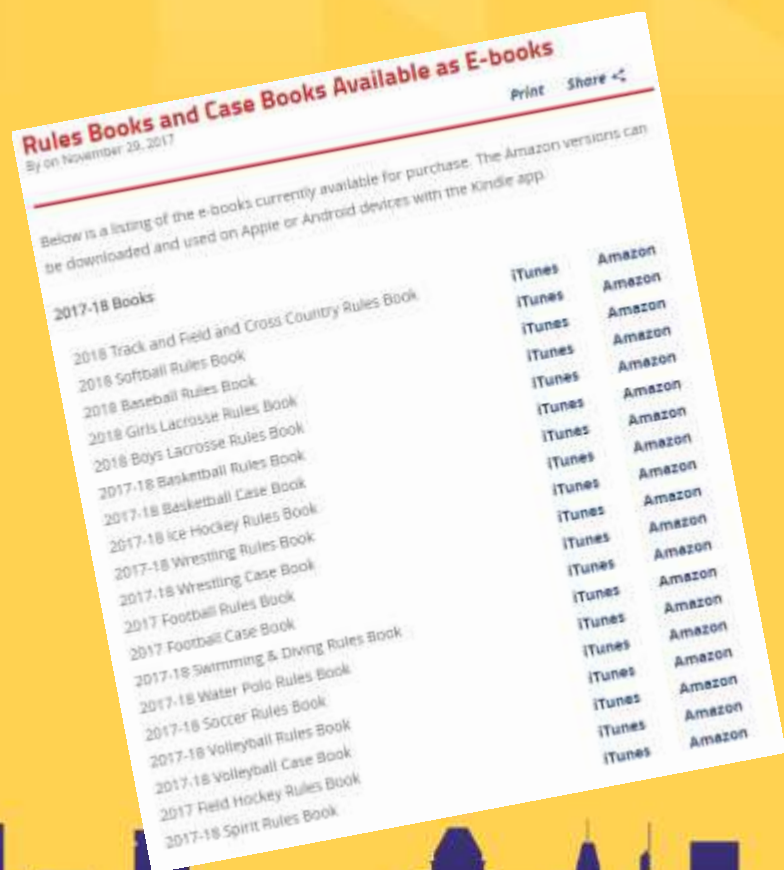 Rules Books and Case Books Available as E-books
By on November 29, 2017
Print Share
Below is a listing of the e-books currently available for purchase. The Amazon versions can
be downloaded and used on Apple or Android devices with the Kindle app.
2017-18 Books
2018 Track and Field and Cross Country Rules Book iTunes Amazon
2018 Softball Rules Book iTunes Amazon
2018 Baseball Rules Book iTunes Amazon
2018 Girls Lacrosse Rules Book iTunes Amazon
2018 Boys Lacrosse Rules Book iTunes Amazon
2017-18 Basketball Rules Book iTunes Amazon
2017-18 Basketball Case Book iTunes Amazon
2017-18 Ice Hockey Rules Book iTunes Amazon
2017-18 Wrestling Rules Book iTunes Amazon
2017-18 Wrestling Case Book iTunes Amazon
2017 Football Rules Book iTunes Amazon
2017 Football Case Book iTunes Amazon
2017-18 Swimming & Diving Rules Book iTunes Amazon
2017-18 Water Polo Rules Book iTunes Amazon
2017-18 Soccer Rules Book iTunes Amazon
2017-18 Volleyball Rules Book iTunes Amazon
2017-18 Volleyball Case Book iTunes Amazon
2017 Field Hockey Rules Book iTunes Amazon
2017-18 Spirit Rules Book iTunes Amazon